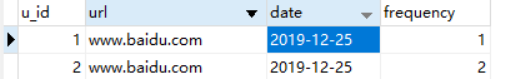 u_id url date frequency
1 www.baidu.com 2019-12-25 1
2 www.baidu.com 2019-12-25 2